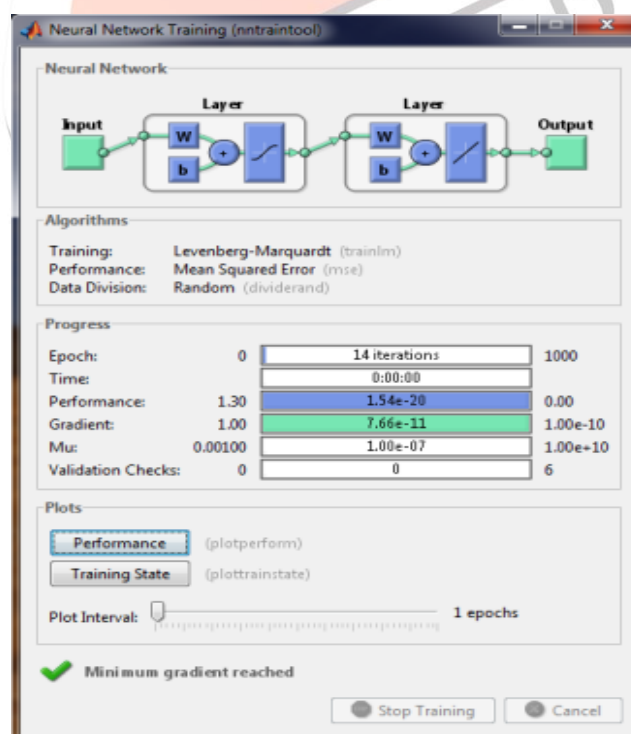 Neural Network Training (nntraintool)
Neural Network
Layer
Layer
Input
Output
W
b
+
W
b
+
Algorithms
Training: Levenberg-Marquardt (trainlm)
Performance: Mean Squared Error (mse)
Data Division: Random (dividerand)
Progress
Epoch: 0 14 iterations 1000
Time: 0:00:00
Performance: 1.30 1.54e-20 0.00
Gradient: 1.00 7.66e-11 1.00e-10
Mu: 0.00100 1.00e-07 1.00e+10
Validation Checks: 0 0 6
Plots
Performance (plotperform)
Training State (plottrainstate)
Plot Interval: 1 epochs
Minimum gradient reached
Stop Training Cancel